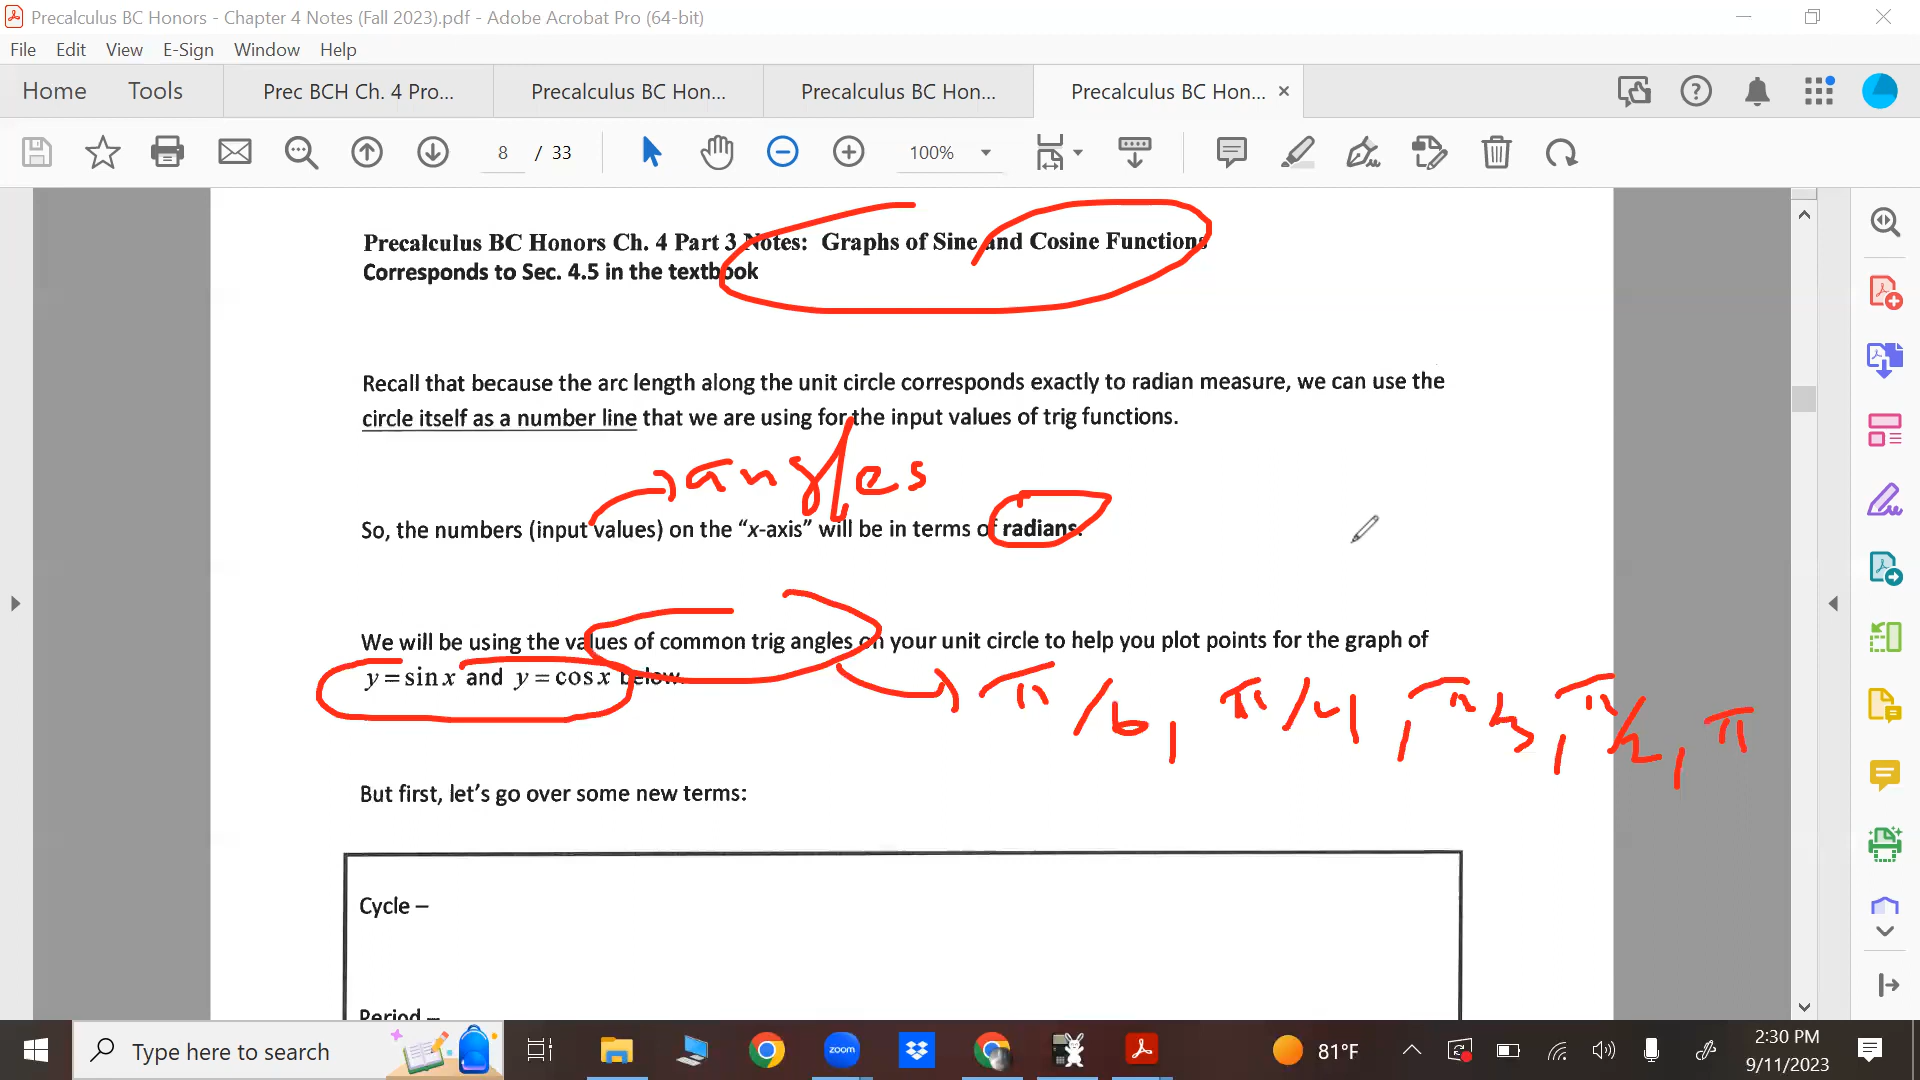 Precalculus BC Honors - Chapter 4 Notes (Fall 2023).pdf - Adobe Acrobat Pro (64-bit)
File Edit View E-Sign Window Help
Home Tools Prec BCH Ch. 4 Pro... Precalculus BC Hon... Precalculus BC Hon... Precalculus BC Hon... ×
8 / 33 100%
Precalculus BC Honors Ch. 4 Part 3 Notes: Graphs of Sine and Cosine Functions
Corresponds to Sec. 4.5 in the textbook
Recall that because the arc length along the unit circle corresponds exactly to radian measure, we can use the
circle itself as a number line that we are using for the input values of trig functions.
angles
So, the numbers (input values) on the “x-axis” will be in terms of radians.
We will be using the values of common trig angles on your unit circle to help you plot points for the graph of
y = sin x and y = cos x below.
π/6, π/4, π/3, π/2, π
But first, let’s go over some new terms:
Cycle –
Period –
Type here to search
zoom
81°F
2:30 PM
9/11/2023